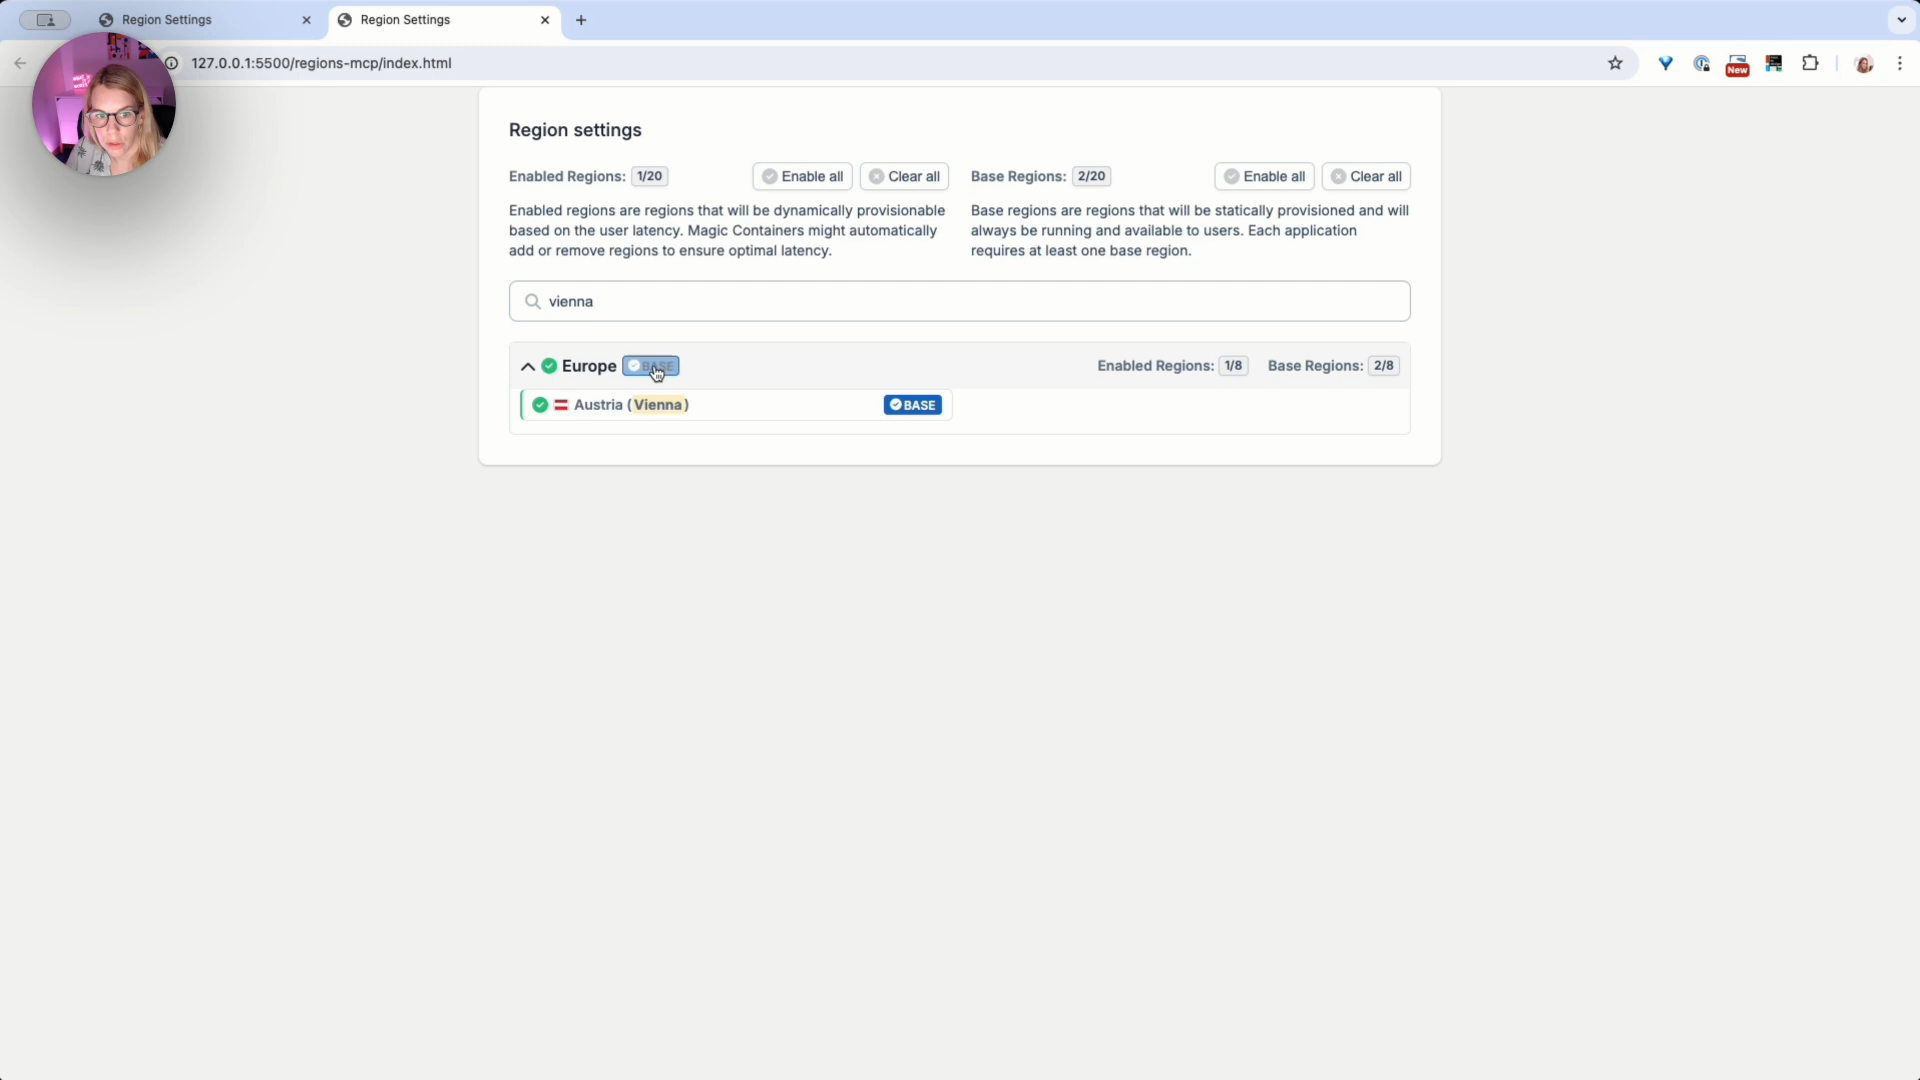 Region Settings
Region Settings
127.0.0.1:5500/regions-mcp/index.html
New
Region settings
Enabled Regions: 1/20
Enable all
Clear all
Base Regions: 2/20
Enable all
Clear all
Enabled regions are regions that will be dynamically provisionable
based on the user latency. Magic Containers might automatically
add or remove regions to ensure optimal latency.
Base regions are regions that will be statically provisioned and will
always be running and available to users. Each application
requires at least one base region.
vienna
Europe BASE
Enabled Regions: 1/8
Base Regions: 2/8
Austria (Vienna)
BASE